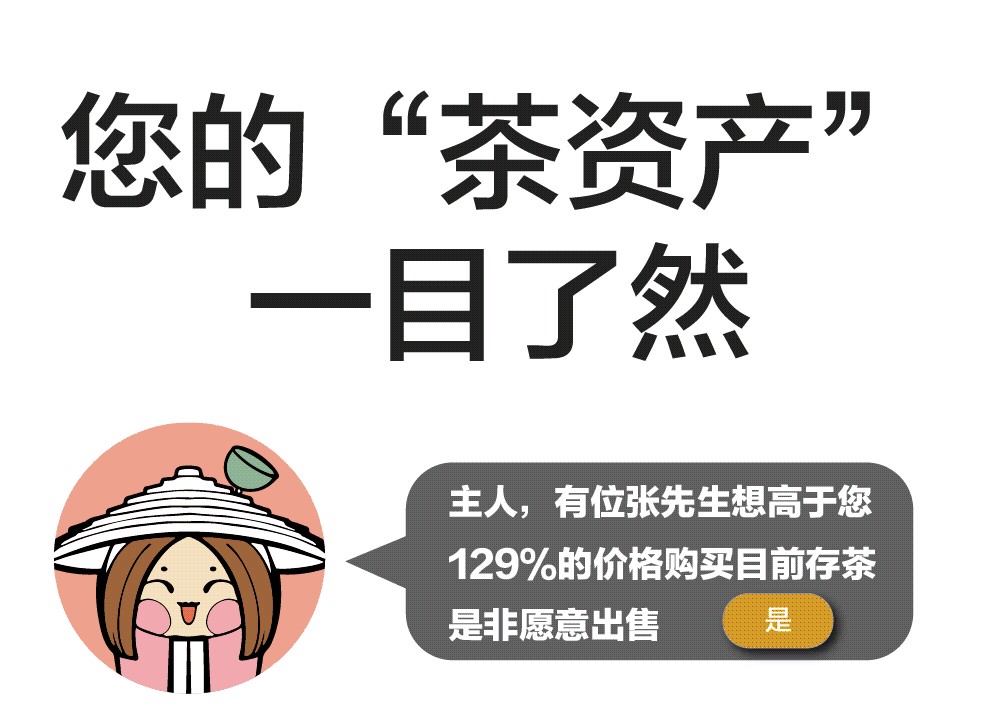 您的“茶资产”
一目了然
主人，有位张先生想高于您
129%的价格购买目前存茶
是非愿意出售
是